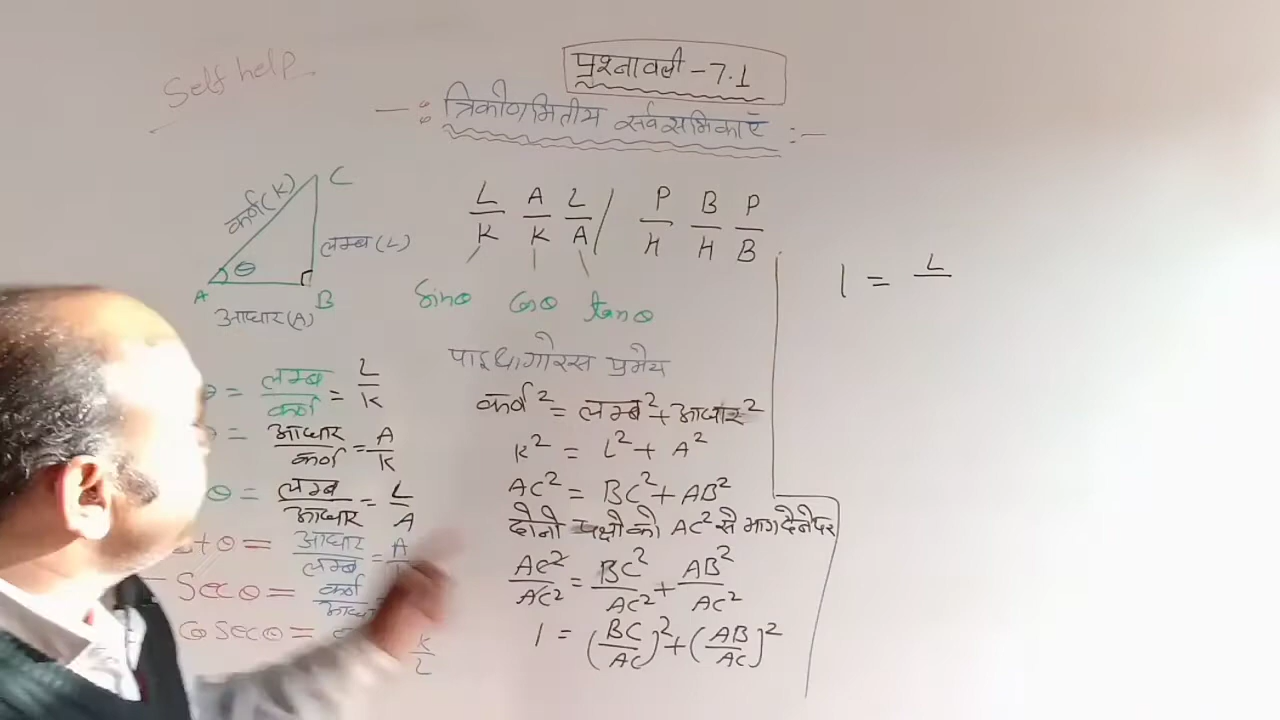 Self help
प्रश्नावली - 7.1
-: त्रिकोणमितीय सर्वसमिकाएँ :-
C
कर्ण(K)
लम्ब(L)
θ
A
B
आधार(A)
L/K A/K L/A / P/H B/H P/B
Sinθ Cosθ tanθ
θ = लम्ब/कर्ण = L/K
= आधार/कर्ण = A/K
θ = लम्ब/आधार = L/A
tθ = आधार/लम्ब = A
Secθ = कर्ण
Cosecθ = K/L
पाइथागोरस प्रमेय
कर्ण² = लम्ब² + आधार²
K² = L² + A²
AC² = BC² + AB²
दोनो पक्षो को AC² से भाग देने पर
AC²/AC² = BC²/AC² + AB²/AC²
1 = (BC/AC)² + (AB/AC)²
1 = L